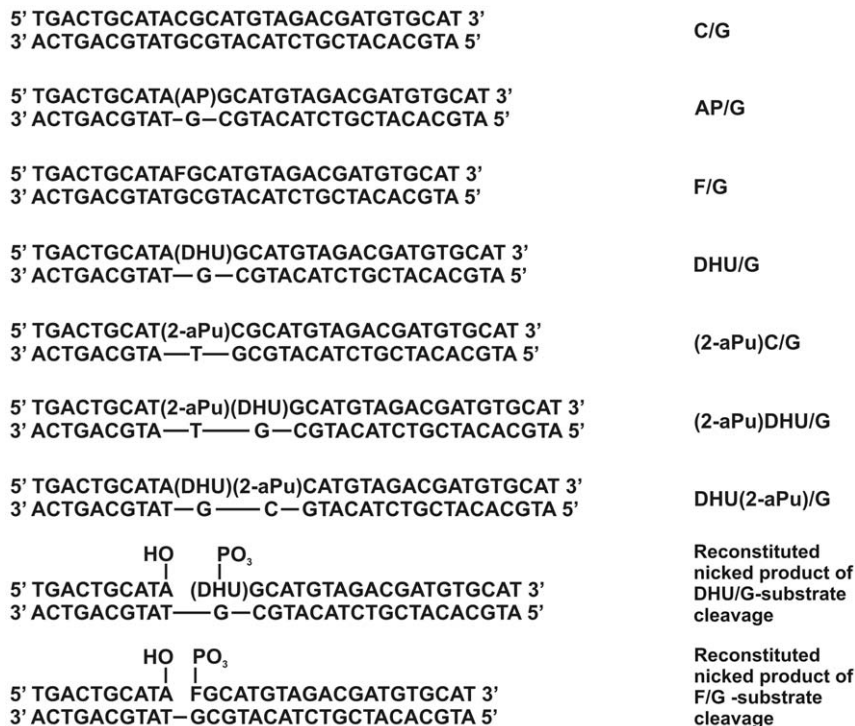 5’ TGACTGCATACGCATGTAGACGATGTGCAT 3’
3’ ACTGACGTATGCGTACATCTGCTACACGTA 5’
C/G
5’ TGACTGCATA(AP)GCATGTAGACGATGTGCAT 3’
3’ ACTGACGTAT–G–CGTACATCTGCTACACGTA 5’
AP/G
5’ TGACTGCATAFGCATGTAGACGATGTGCAT 3’
3’ ACTGACGTATGCGTACATCTGCTACACGTA 5’
F/G
5’ TGACTGCATA(DHU)GCATGTAGACGATGTGCAT 3’
3’ ACTGACGTAT—G—CGTACATCTGCTACACGTA 5’
DHU/G
5’ TGACTGCAT(2-aPu)CGCATGTAGACGATGTGCAT 3’
3’ ACTGACGTA—T—GCGTACATCTGCTACACGTA 5’
(2-aPu)C/G
5’ TGACTGCAT(2-aPu)(DHU)GCATGTAGACGATGTGCAT 3’
3’ ACTGACGTA—T——G—CGTACATCTGCTACACGTA 5’
(2-aPu)DHU/G
5’ TGACTGCATA(DHU)(2-aPu)CATGTAGACGATGTGCAT 3’
3’ ACTGACGTAT—G——C—GTACATCTGCTACACGTA 5’
DHU(2-aPu)/G
HO PO₃
5’ TGACTGCATA (DHU)GCATGTAGACGATGTGCAT 3’
3’ ACTGACGTAT——G—CGTACATCTGCTACACGTA 5’
Reconstituted
nicked product of
DHU/G-substrate
cleavage
HO PO₃
5’ TGACTGCATA FGCATGTAGACGATGTGCAT 3’
3’ ACTGACGTAT–GCGTACATCTGCTACACGTA 5’
Reconstituted
nicked product of
F/G -substrate
cleavage